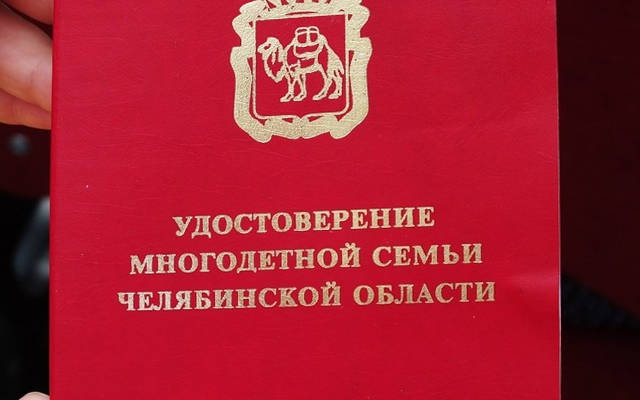 УДОСТОВЕРЕНИЕ
МНОГОДЕТНОЙ СЕМЬИ
ЧЕЛЯБИНСКОЙ ОБЛАСТИ